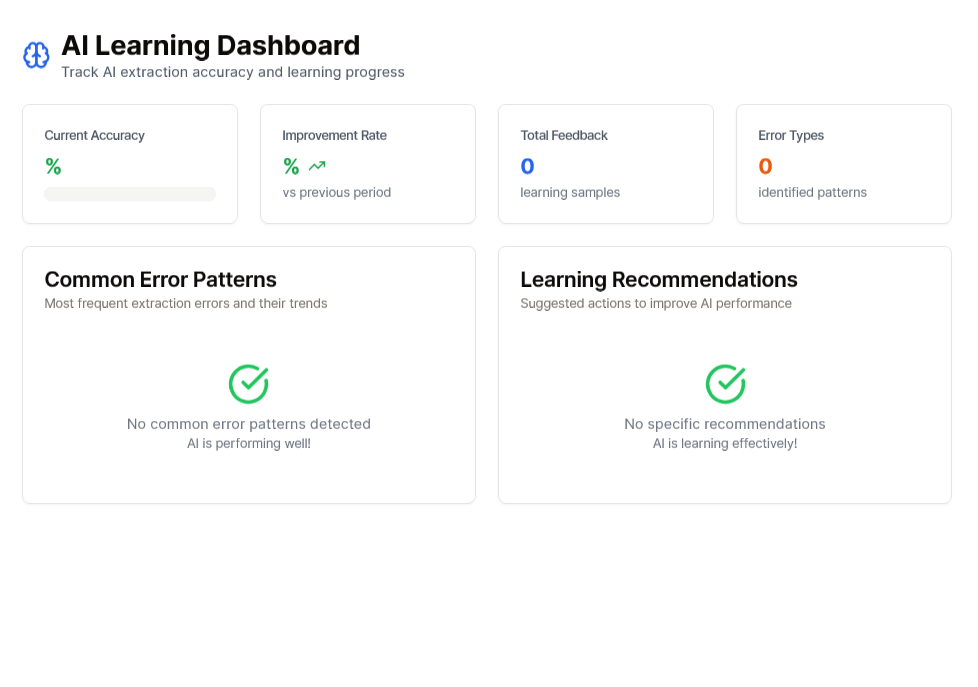 AI Learning Dashboard
Track AI extraction accuracy and learning progress
Current Accuracy
%
Improvement Rate
%
vs previous period
Total Feedback
0
learning samples
Error Types
0
identified patterns
Common Error Patterns
Most frequent extraction errors and their trends
No common error patterns detected
AI is performing well!
Learning Recommendations
Suggested actions to improve AI performance
No specific recommendations
AI is learning effectively!